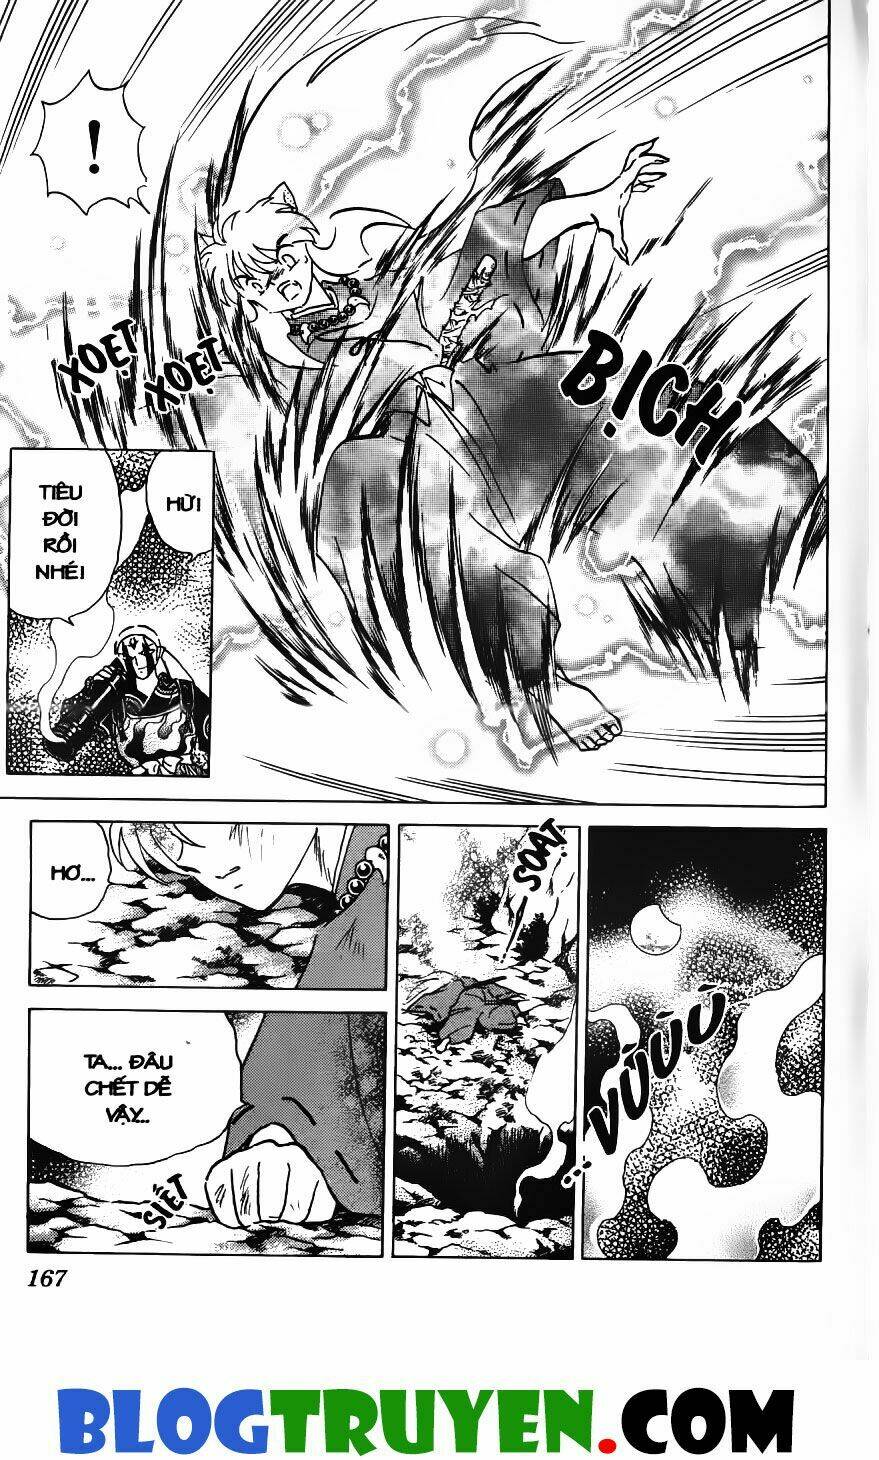 !
XOẸT
XOẸT
BỊCH
HỪ!
TIÊU
ĐỜI
RỒI
NHÉ!
...VÚÚÚ
SOẠT
HƠ...
TA... ĐÂU
CHẾT DỄ
VẬY...
SIẾT
167
BLOGTRUYEN.COM